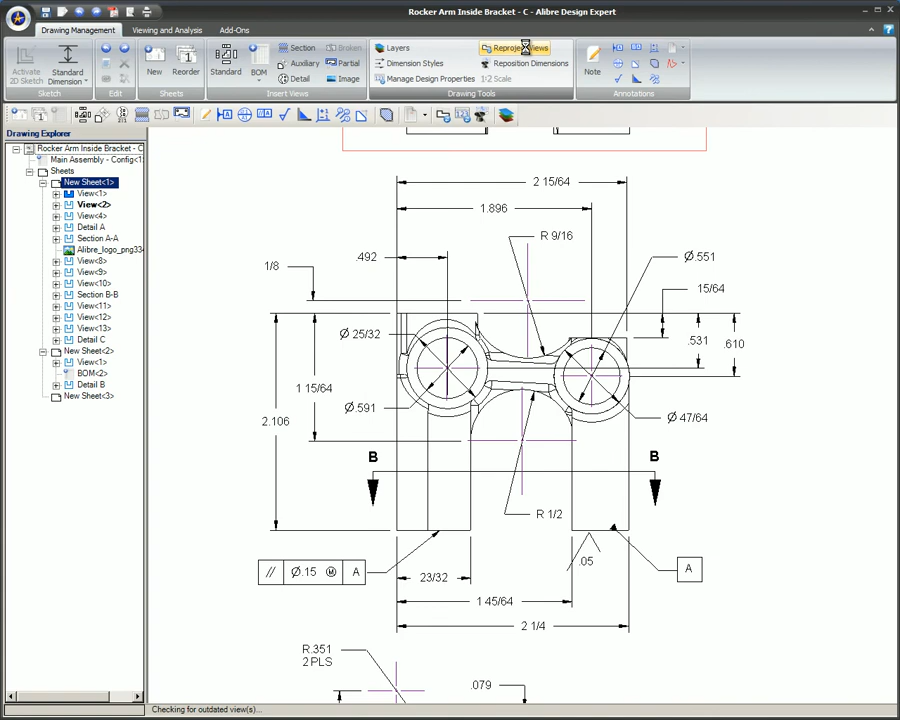 Rocker Arm Inside Bracket - C - Alibre Design Expert
Drawing Management
Viewing and Analysis
Add-Ons
Activate 2D Sketch
Standard Dimension
Sketch
Edit
New
Reorder
Sheets
Standard
BOM
Section
Auxiliary
Detail
Broken
Partial
Image
Insert Views
Layers
Dimension Styles
Manage Design Properties
Reproject Views
Reposition Dimensions
1:2 Scale
Drawing Tools
Note
Annotations
Drawing Explorer
Rocker Arm Inside Bracket - C
Main Assembly - Config<1
Sheets
New Sheet<1>
View<1>
View<2>
View<4>
Detail A
Section A-A
Alibre_logo_png33
View<8>
View<9>
View<10>
Section B-B
View<11>
View<12>
View<13>
Detail C
New Sheet<2>
View<1>
BOM<2>
Detail B
New Sheet<3>
2 15/64
1.896
R 9/16
.492
Ø.551
1/8
15/64
Ø 25/32
.531
.610
1 15/64
Ø.591
2.106
Ø 47/64
B
B
R 1/2
.05
// Ø.15 Ⓜ A
A
23/32
1 45/64
2 1/4
R.351
2 PLS
.079
Checking for outdated view(s)...